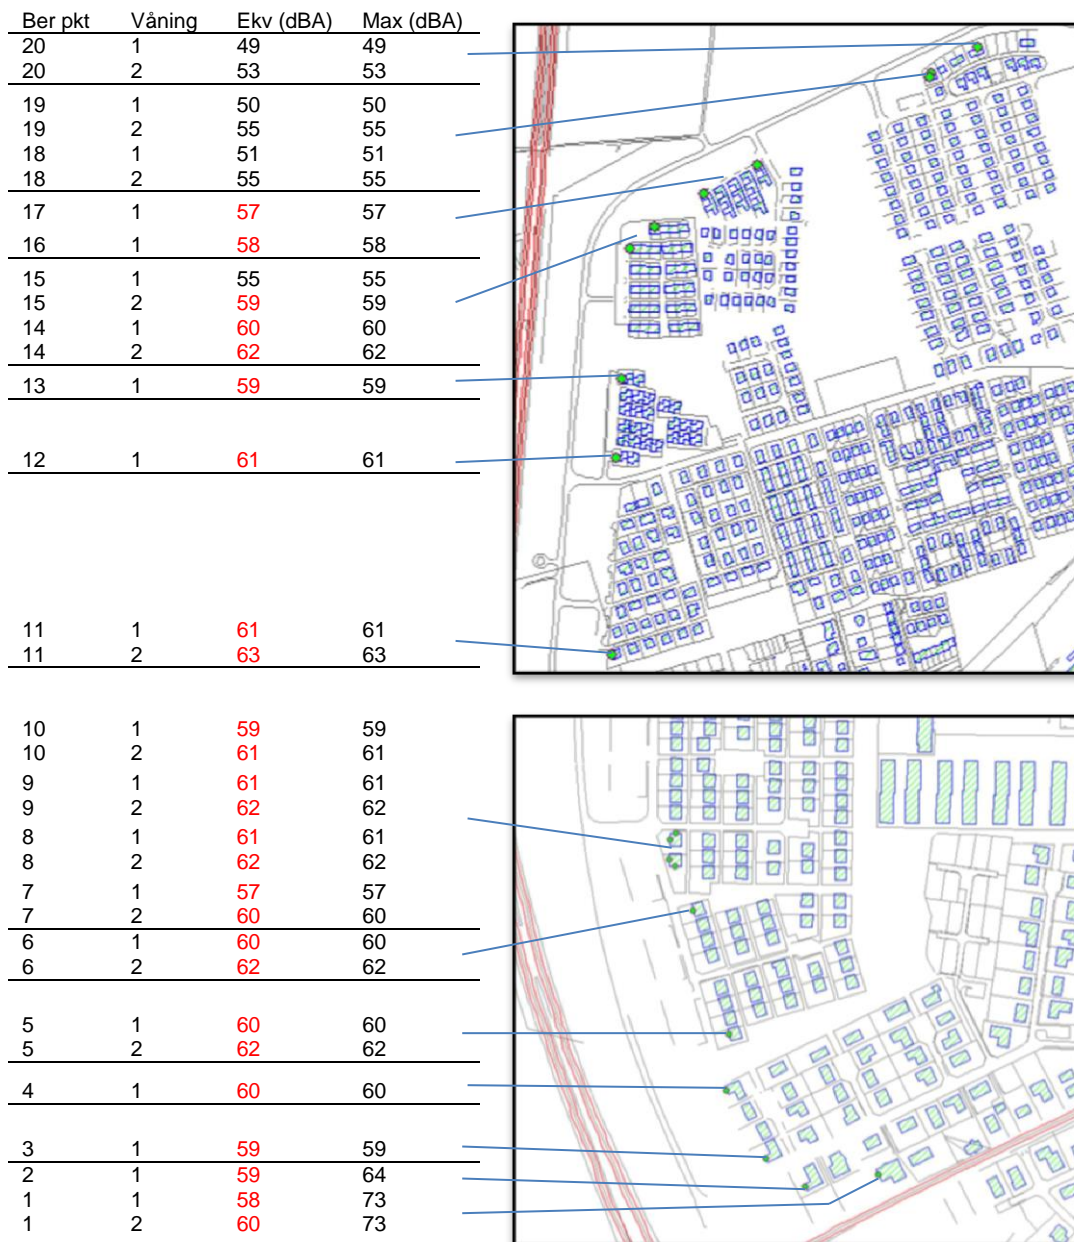 Ber pkt Våning Ekv (dBA) Max (dBA)
20 1 49 49
20 2 53 53
19 1 50 50
19 2 55 55
18 1 51 51
18 2 55 55
17 1 57 57
16 1 58 58
15 1 55 55
15 2 59 59
14 1 60 60
14 2 62 62
13 1 59 59
12 1 61 61
11 1 61 61
11 2 63 63
10 1 59 59
10 2 61 61
9 1 61 61
9 2 62 62
8 1 61 61
8 2 62 62
7 1 57 57
7 2 60 60
6 1 60 60
6 2 62 62
5 1 60 60
5 2 62 62
4 1 60 60
3 1 59 59
2 1 59 64
1 1 58 73
1 2 60 73